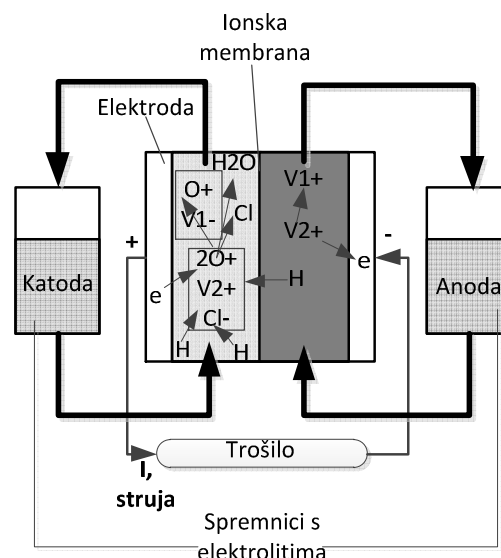 Ionska
membrana
Elektroda
H2O
O+
V1-
Cl
V1+
V2+
+
-
2O+
V2+
Cl-
e
H
H
H
e
Katoda
Anoda
Trošilo
I,
struja
Spremnici s
elektrolitima